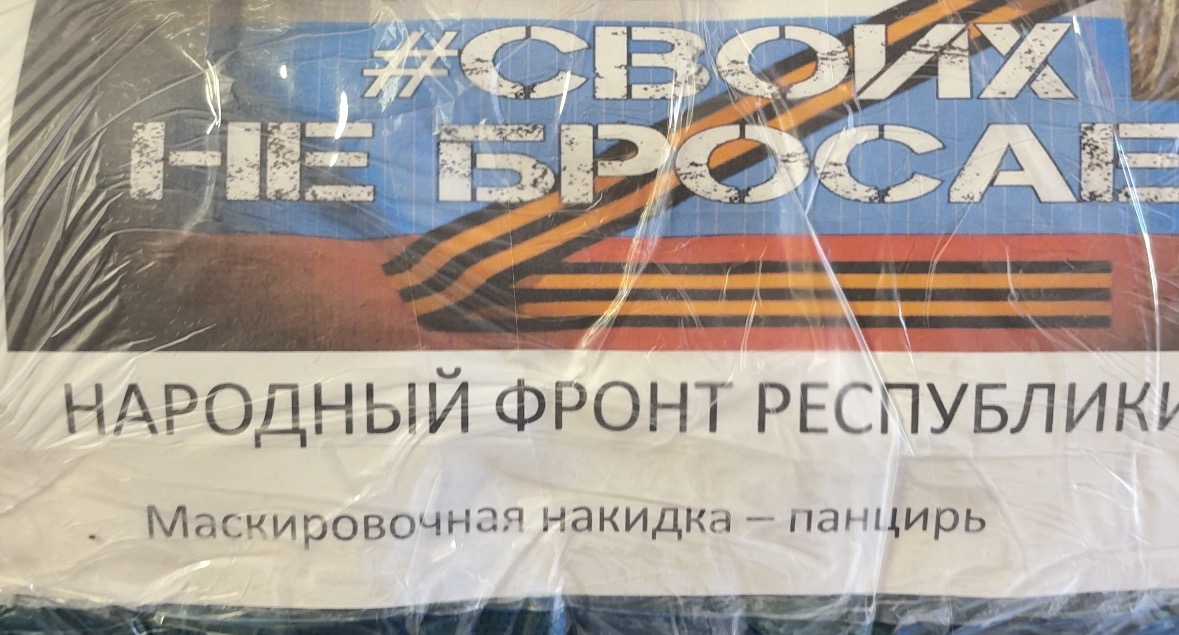 #СВОИХ
НЕ БРОСАЕ
НАРОДНЫЙ ФРОНТ РЕСПУБЛИКИ
Маскировочная накидка – панцирь